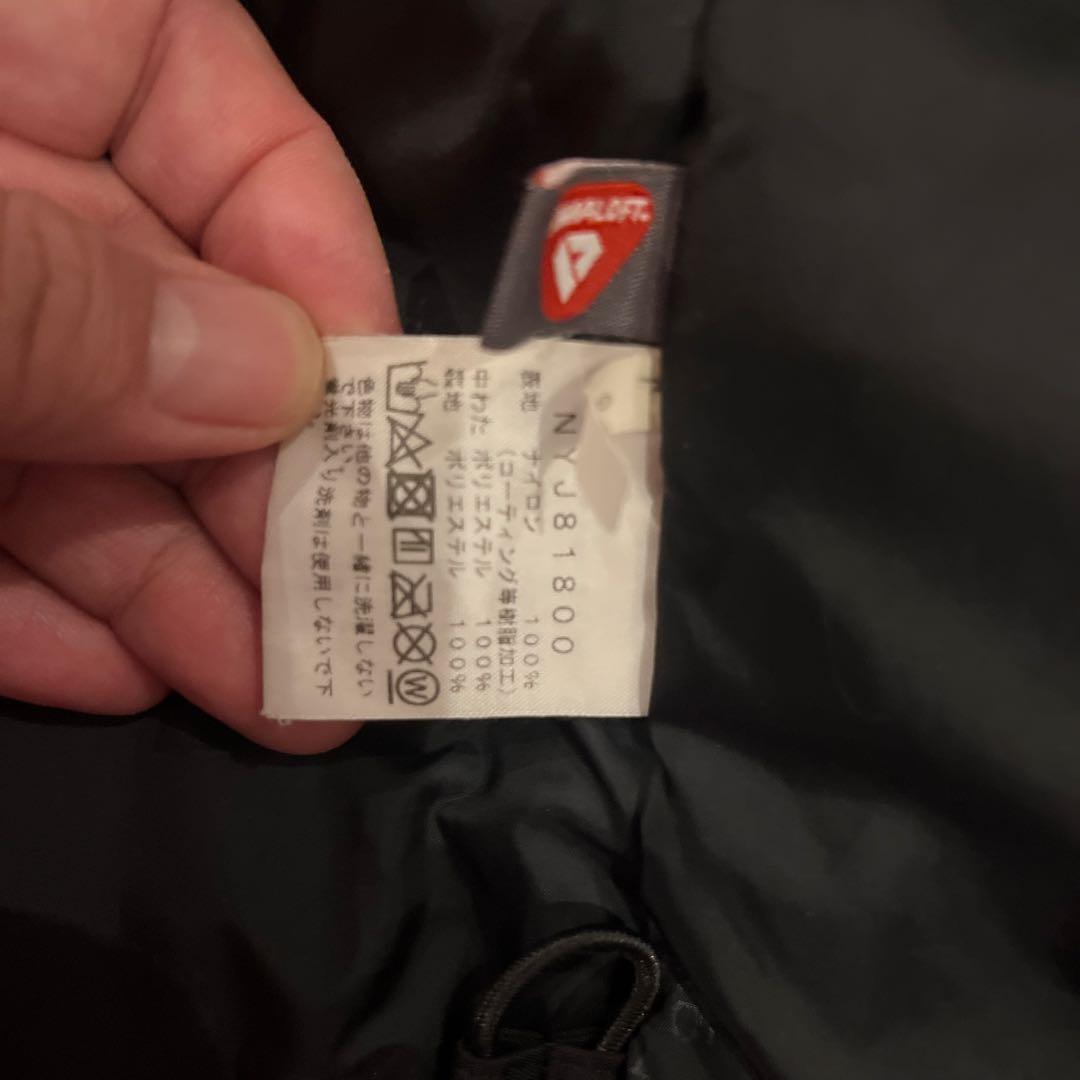 PRIMALOFT
NYJ81800
表地 ナイロン 100%
(コーティング等樹脂加工)
中わた ポリエステル 100%
裏地 ポリエステル 100%
W
色物は他の物と一緒に洗濯しない
で下さい。
蛍光剤入り洗剤は使用しないで下